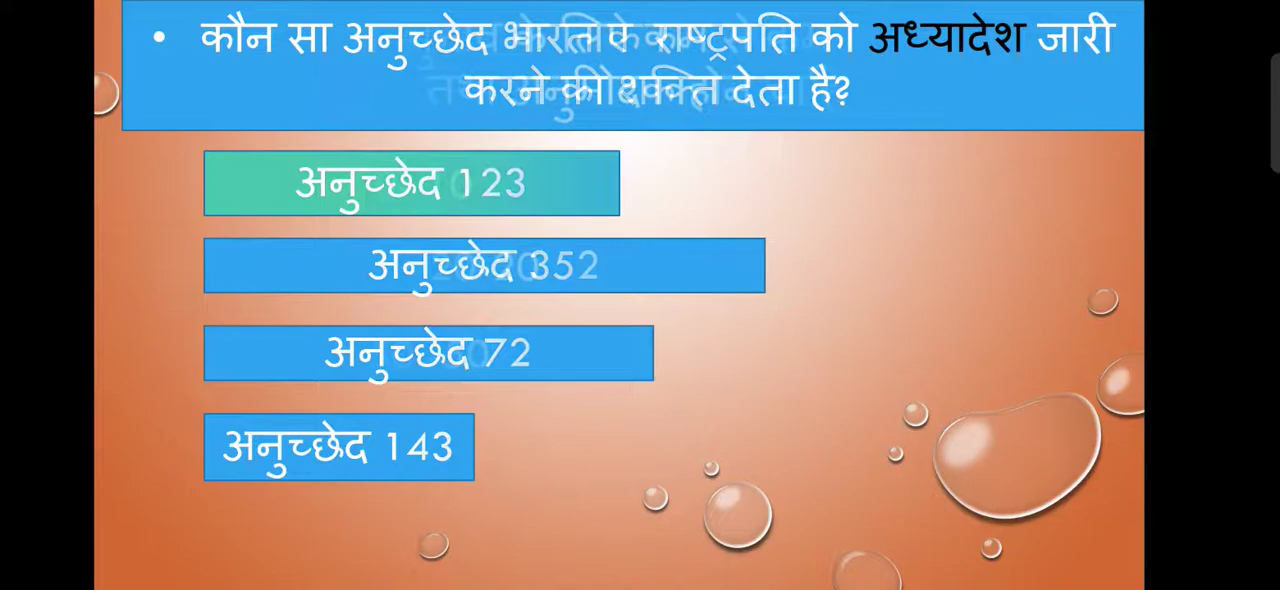 • कौन सा अनुच्छेद भारत के राष्ट्रपति को अध्यादेश जारी
करने की शक्ति देता है?
अनुच्छेद 123
अनुच्छेद 352
अनुच्छेद 72
अनुच्छेद 143